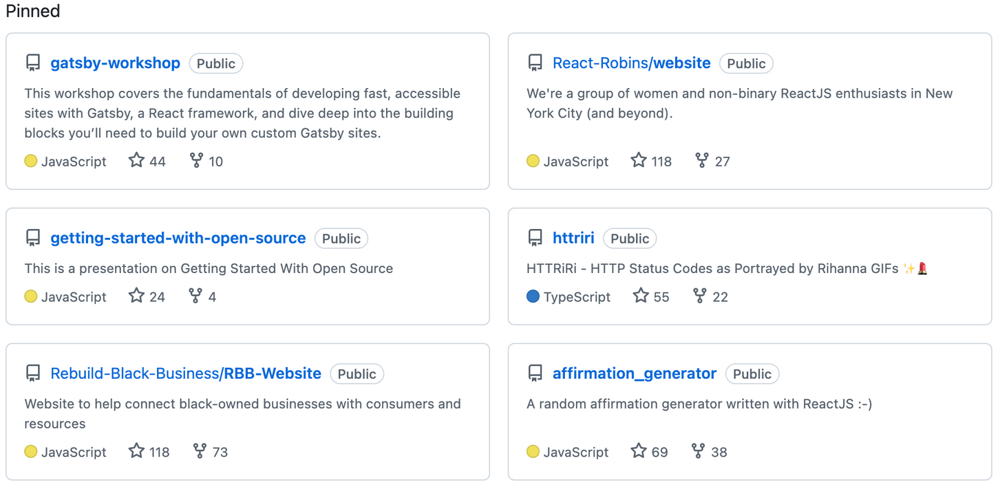 Pinned
gatsby-workshop Public
This workshop covers the fundamentals of developing fast, accessible
sites with Gatsby, a React framework, and dive deep into the building
blocks you’ll need to build your own custom Gatsby sites.
JavaScript 44 10
React-Robins/website Public
We're a group of women and non-binary ReactJS enthusiasts in New
York City (and beyond).
JavaScript 118 27
getting-started-with-open-source Public
This is a presentation on Getting Started With Open Source
JavaScript 24 4
httriri Public
HTTRiRi - HTTP Status Codes as Portrayed by Rihanna GIFs ✨💄
TypeScript 55 22
Rebuild-Black-Business/RBB-Website Public
Website to help connect black-owned businesses with consumers and
resources
JavaScript 118 73
affirmation_generator Public
A random affirmation generator written with ReactJS :-)
JavaScript 69 38